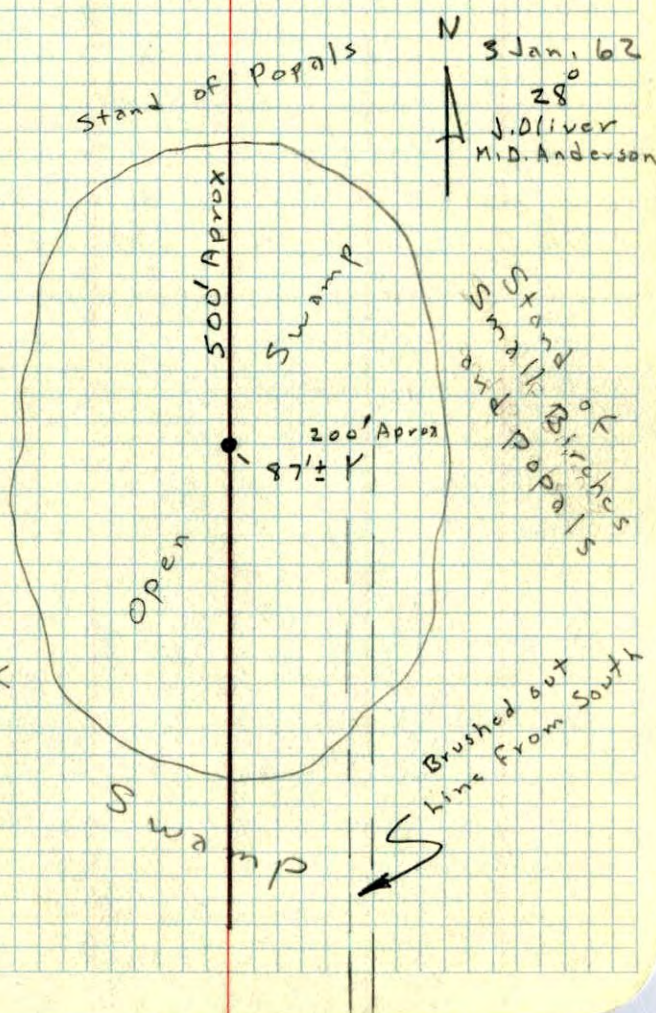 N
3 Jan. 62
28°
J. Oliver
M.D. Anderson
Stand of Popals
500' Aprox
Swamp
Stand of
Small Birches
and Popals
200' Aprox
87'±
Open
Brushed out
Line from South
Swamp